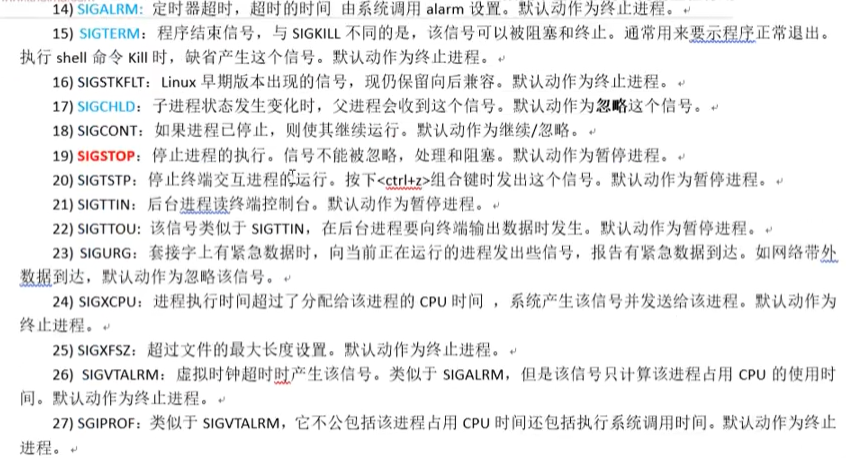 14) SIGALRM: 定时器超时，超时的时间 由系统调用 alarm 设置。默认动作为终止进程。
15) SIGTERM：程序结束信号，与 SIGKILL 不同的是，该信号可以被阻塞和终止。通常用来要示程序正常退出。
执行 shell 命令 Kill 时，缺省产生这个信号。默认动作为终止进程。
16) SIGSTKFLT：Linux 早期版本出现的信号，现仍保留向后兼容。默认动作为终止进程。
17) SIGCHLD：子进程状态发生变化时，父进程会收到这个信号。默认动作为忽略这个信号。
18) SIGCONT：如果进程已停止，则使其继续运行。默认动作为继续/忽略。
19) SIGSTOP：停止进程的执行。信号不能被忽略，处理和阻塞。默认动作为暂停进程。
20) SIGTSTP：停止终端交互进程的运行。按下<ctrl+z>组合键时发出这个信号。默认动作为暂停进程。
21) SIGTTIN：后台进程读终端控制台。默认动作为暂停进程。
22) SIGTTOU: 该信号类似于 SIGTTIN，在后台进程要向终端输出数据时发生。默认动作为暂停进程。
23) SIGURG：套接字上有紧急数据时，向当前正在运行的进程发出些信号，报告有紧急数据到达。如网络带外
数据到达，默认动作为忽略该信号。
24) SIGXCPU：进程执行时间超过了分配给该进程的 CPU 时间 ，系统产生该信号并发送给该进程。默认动作为
终止进程。
25) SIGXFSZ：超过文件的最大长度设置。默认动作为终止进程。
26) SIGVTALRM：虚拟时钟超时时产生该信号。类似于 SIGALRM，但是该信号只计算该进程占用 CPU 的使用时
间。默认动作为终止进程。
27) SGIPROF：类似于 SIGVTALRM，它不公包括该进程占用 CPU 时间还包括执行系统调用时间。默认动作为终止
进程。